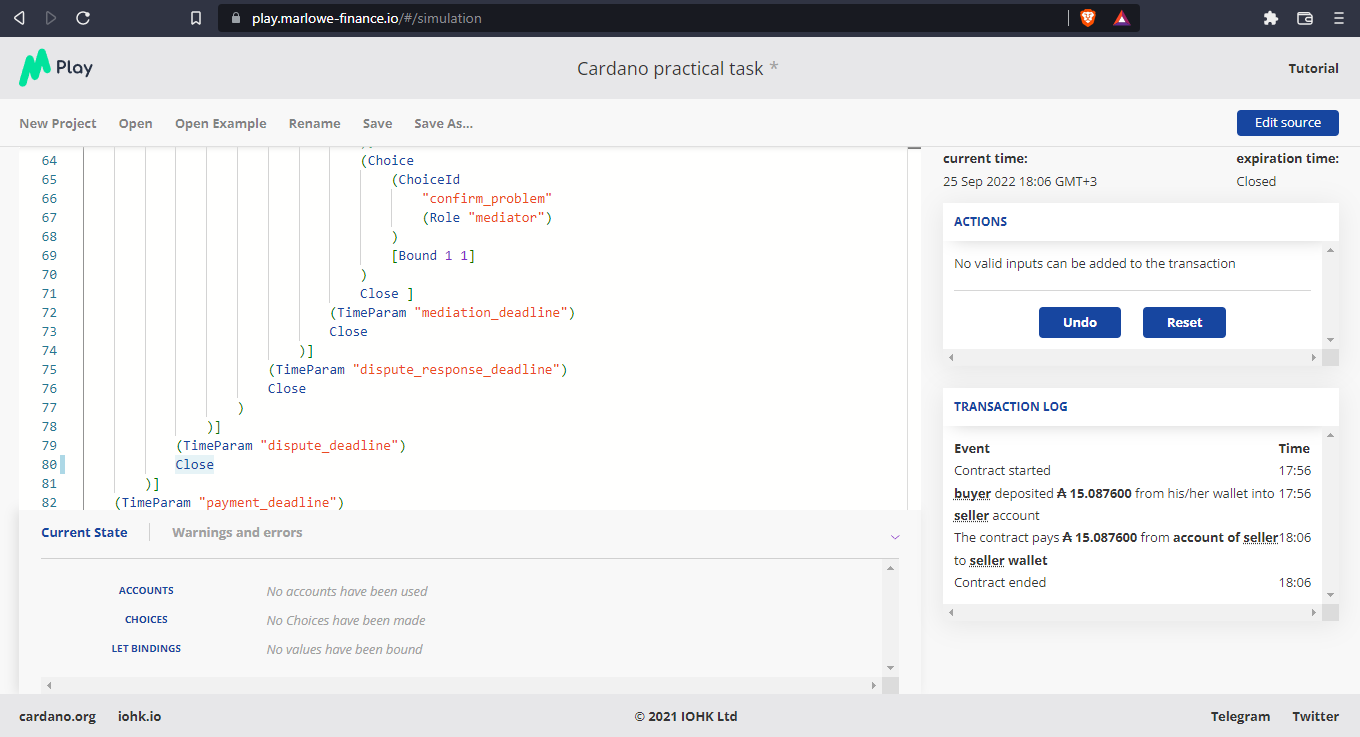 play.marlowe-finance.io/#/simulation
Play
Cardano practical task *
Tutorial
New Project Open Open Example Rename Save Save As...
Edit source
64 (Choice
65 (ChoiceId
66 "confirm_problem"
67 (Role "mediator")
68 )
69 [Bound 1 1]
70 )
71 Close ]
72 (TimeParam "mediation_deadline")
73 Close
74 )]
75 (TimeParam "dispute_response_deadline")
76 Close
77 )
78 )]
79 (TimeParam "dispute_deadline")
80 Close
81 )]
82 (TimeParam "payment_deadline")
current time: expiration time:
25 Sep 2022 18:06 GMT+3 Closed
ACTIONS
No valid inputs can be added to the transaction
Undo Reset
TRANSACTION LOG
Event Time
Contract started 17:56
buyer deposited ₳ 15.087600 from his/her wallet into 17:56
seller account
The contract pays ₳ 15.087600 from account of seller 18:06
to seller wallet
Contract ended 18:06
Current State Warnings and errors
ACCOUNTS No accounts have been used
CHOICES No Choices have been made
LET BINDINGS No values have been bound
cardano.org iohk.io © 2021 IOHK Ltd Telegram Twitter